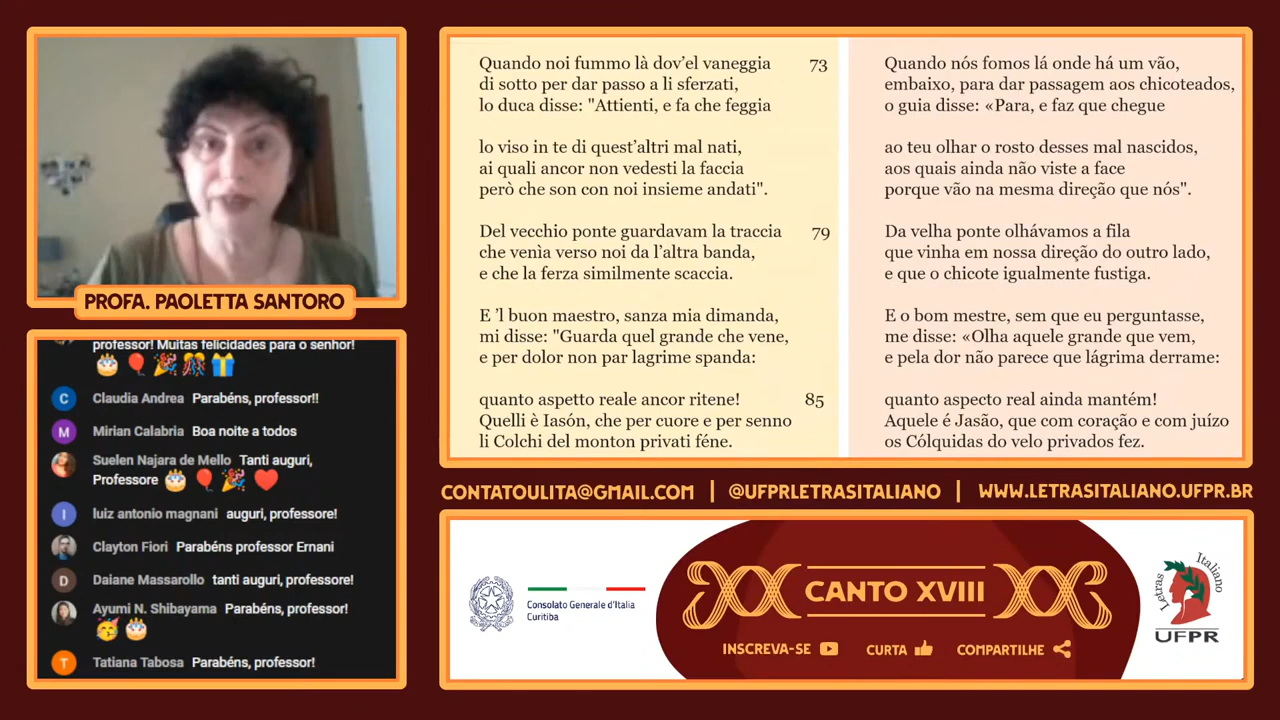 PROFA. PAOLETTA SANTORO
professor! Muitas felicidades para o senhor!
Claudia Andrea Parabéns, professor!!
Mirian Calabria Boa noite a todos
Suelen Najara de Mello Tanti auguri,
Professore
luiz antonio magnani auguri, professore!
Clayton Fiori Parabéns professor Ernani
Daiane Massarollo tanti auguri, professore!
Ayumi N. Shibayama Parabéns, professor!
Tatiana Tabosa Parabéns, professor!
C
M
I
D
T
Quando noi fummo là dov'el vaneggia 73
di sotto per dar passo a li sferzati,
lo duca disse: "Attienti, e fa che feggia
lo viso in te di quest'altri mal nati,
ai quali ancor non vedesti la faccia
però che son con noi insieme andati".
Del vecchio ponte guardavam la traccia 79
che venìa verso noi da l'altra banda,
e che la ferza similmente scaccia.
E 'l buon maestro, sanza mia dimanda,
mi disse: "Guarda quel grande che vene,
e per dolor non par lagrime spanda:
quanto aspetto reale ancor ritene! 85
Quelli è Iasón, che per cuore e per senno
li Colchi del monton privati féne.
Quando nós fomos lá onde há um vão,
embaixo, para dar passagem aos chicoteados,
o guia disse: «Para, e faz que chegue
ao teu olhar o rosto desses mal nascidos,
aos quais ainda não viste a face
porque vão na mesma direção que nós".
Da velha ponte olhávamos a fila
que vinha em nossa direção do outro lado,
e que o chicote igualmente fustiga.
E o bom mestre, sem que eu perguntasse,
me disse: «Olha aquele grande que vem,
e pela dor não parece que lágrima derrame:
quanto aspecto real ainda mantém!
Aquele é Jasão, que com coração e com juízo
os Cólquidas do velo privados fez.
CONTATOULITA@GMAIL.COM | @UFPRLETRASITALIANO | WWW.LETRASITALIANO.UFPR.BR
Consolato Generale d'Italia
Curitiba
CANTO XVIII
INSCREVA-SE CURTA COMPARTILHE
Letras Italiano
UFPR